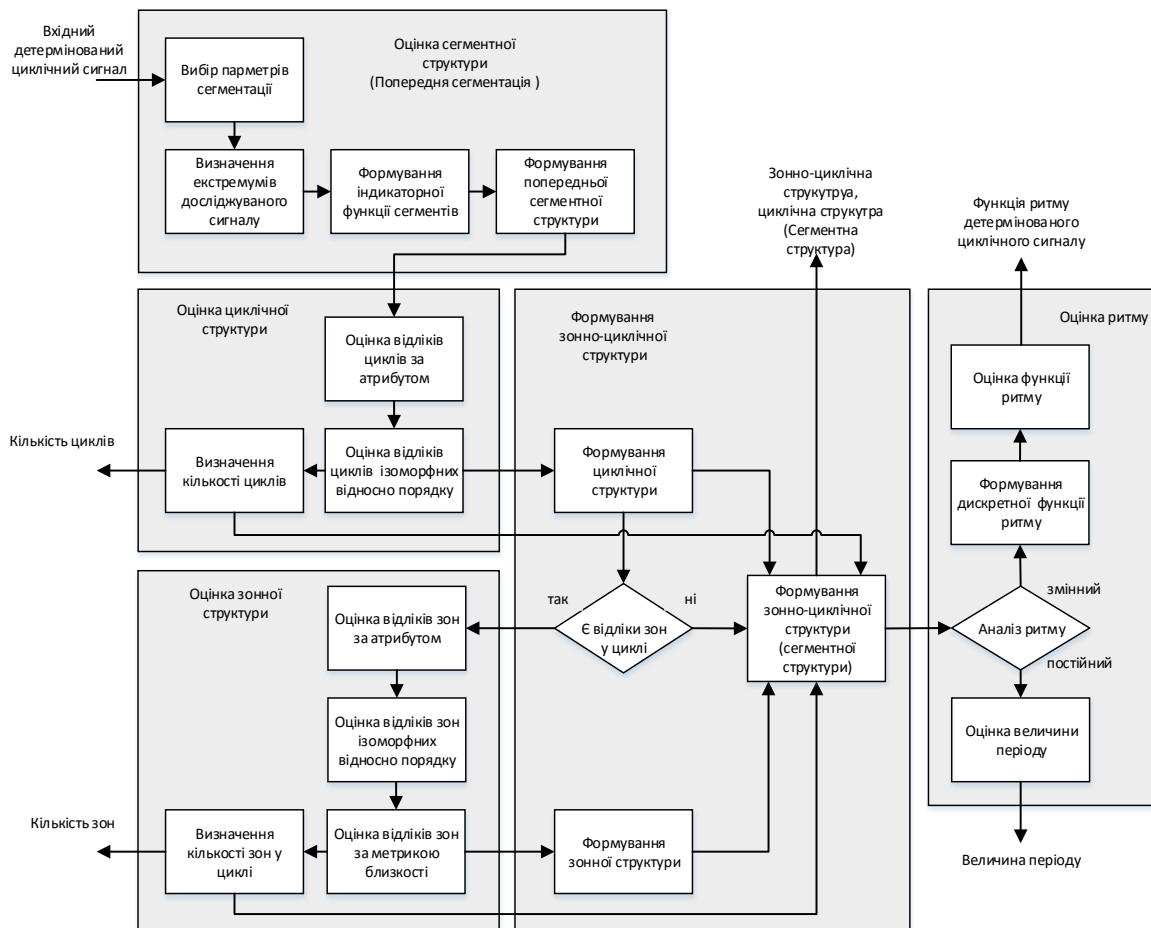 Вхідний
детермінований
циклічний сигнал
Оцінка сегментної
структури
(Попередня сегментація )
Вибір парметрів
сегментації
Визначення
екстремумів
досліджуваного
сигналу
Формування
індикаторної
функції сегментів
Формування
попередньої
сегментної
структури
Зонно-циклічна
струкутруа,
циклічна струкутра
(Сегментна
структура)
Функція ритму
детермінованого
циклічного сигналу
Оцінка циклічної
структури
Оцінка відліків
циклів за
атрибутом
Формування
зонно-циклічної
структури
Оцінка ритму
Оцінка функції
ритму
Кількість циклів
Визначення
кількості циклів
Оцінка відліків
циклів ізоморфних
відносно порядку
Формування
циклічної
структури
Формування
дискретної функції
ритму
Оцінка зонної
структури
Оцінка відліків зон
за атрибутом
так
ні
Є відліки зон
у циклі
Формування
зонно-циклічної
структури
(сегментної
структури)
змінний
Аналіз ритму
постійний
Оцінка відліків зон
ізоморфних
відносно порядку
Оцінка величини
періоду
Кількість зон
Визначення
кількості зон у
циклі
Оцінка відліків зон
за метрикою
близкості
Формування
зонної структури
Величина періоду